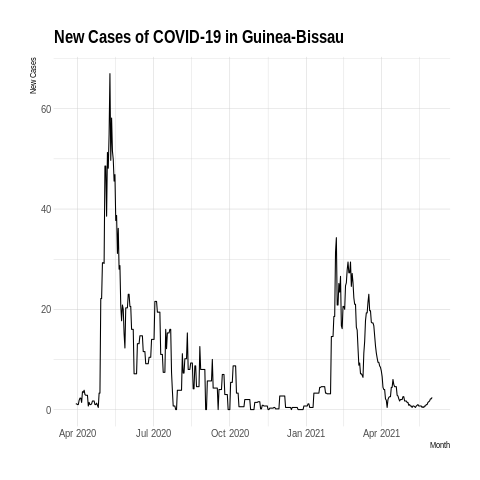 New Cases of COVID-19 in Guinea-Bissau
New Cases
60
40
20
0
Apr 2020 Jul 2020 Oct 2020 Jan 2021 Apr 2021
Month